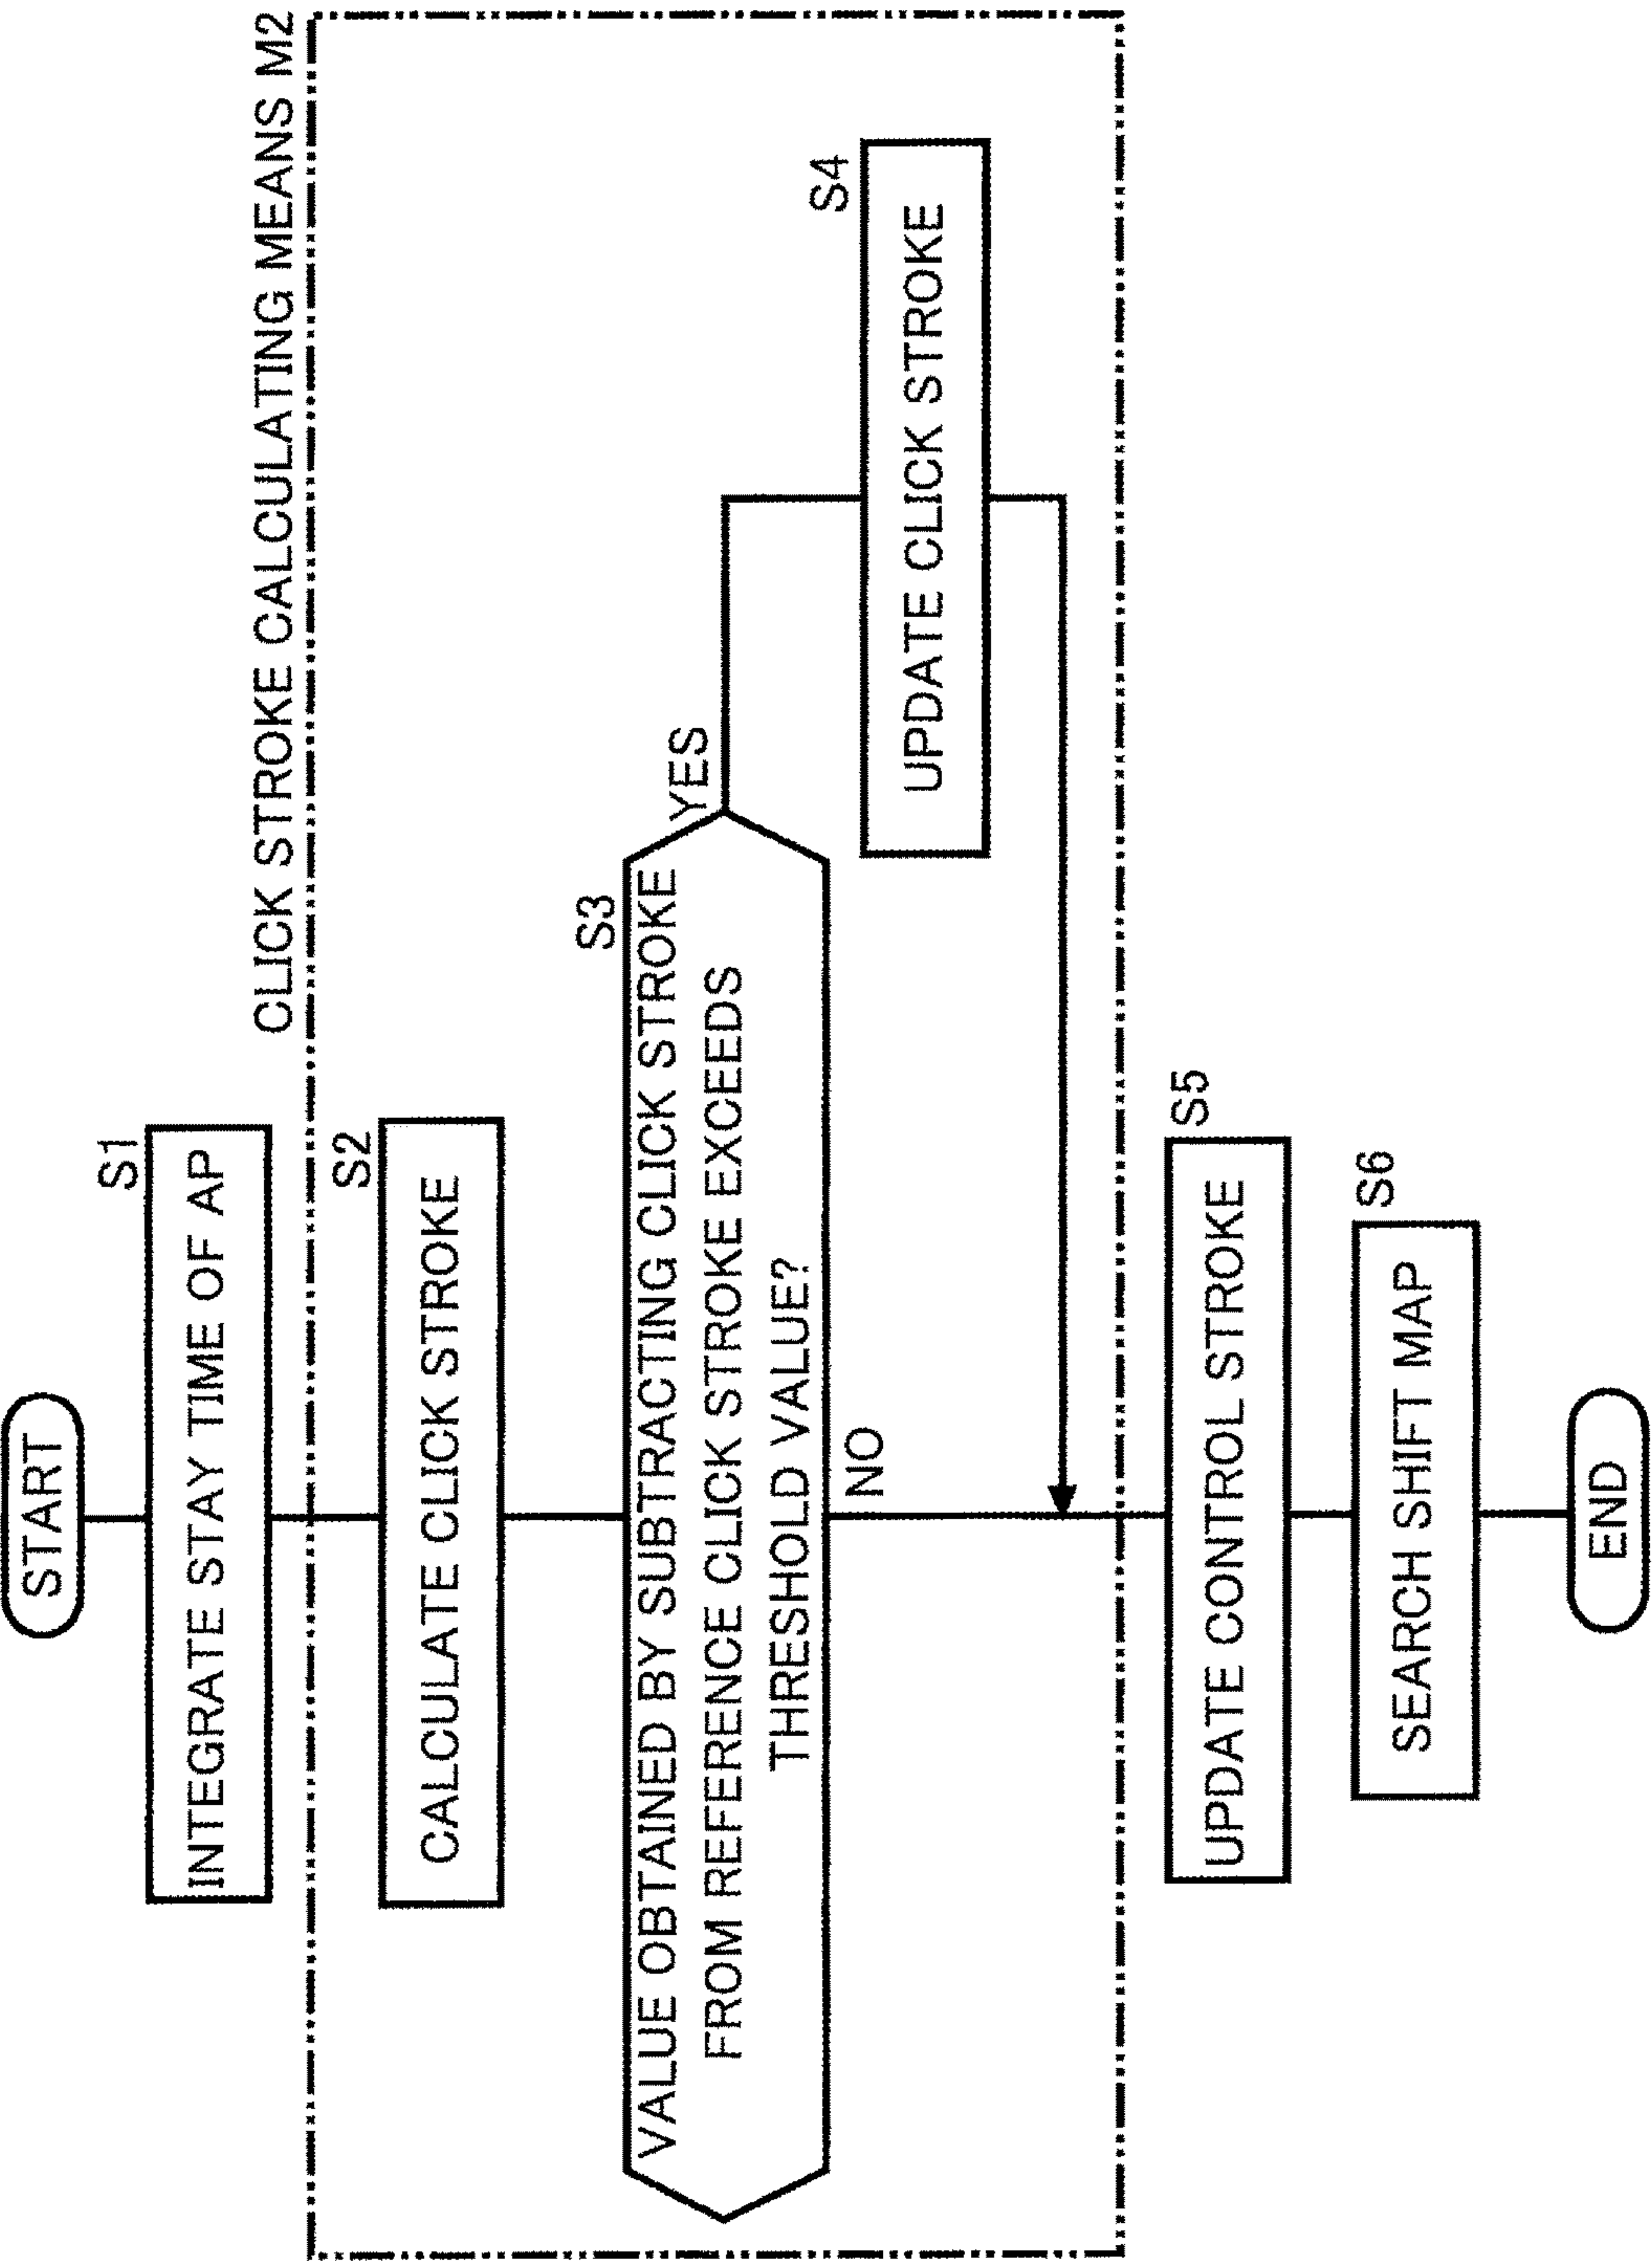 START
S1
INTEGRATE STAY TIME OF AP
CLICK STROKE CALCULATING MEANS M2
S2
CALCULATE CLICK STROKE
S3
VALUE OBTAINED BY SUBTRACTING CLICK STROKE
FROM REFERENCE CLICK STROKE EXCEEDS
THRESHOLD VALUE?
YES
NO
S4
UPDATE CLICK STROKE
S5
UPDATE CONTROL STROKE
S6
SEARCH SHIFT MAP
END